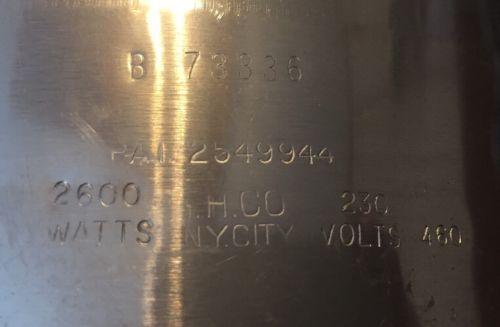 B 73836
PAT. 2549944
2600 .H.CO 230
WATTS N.Y.CITY VOLTS 460